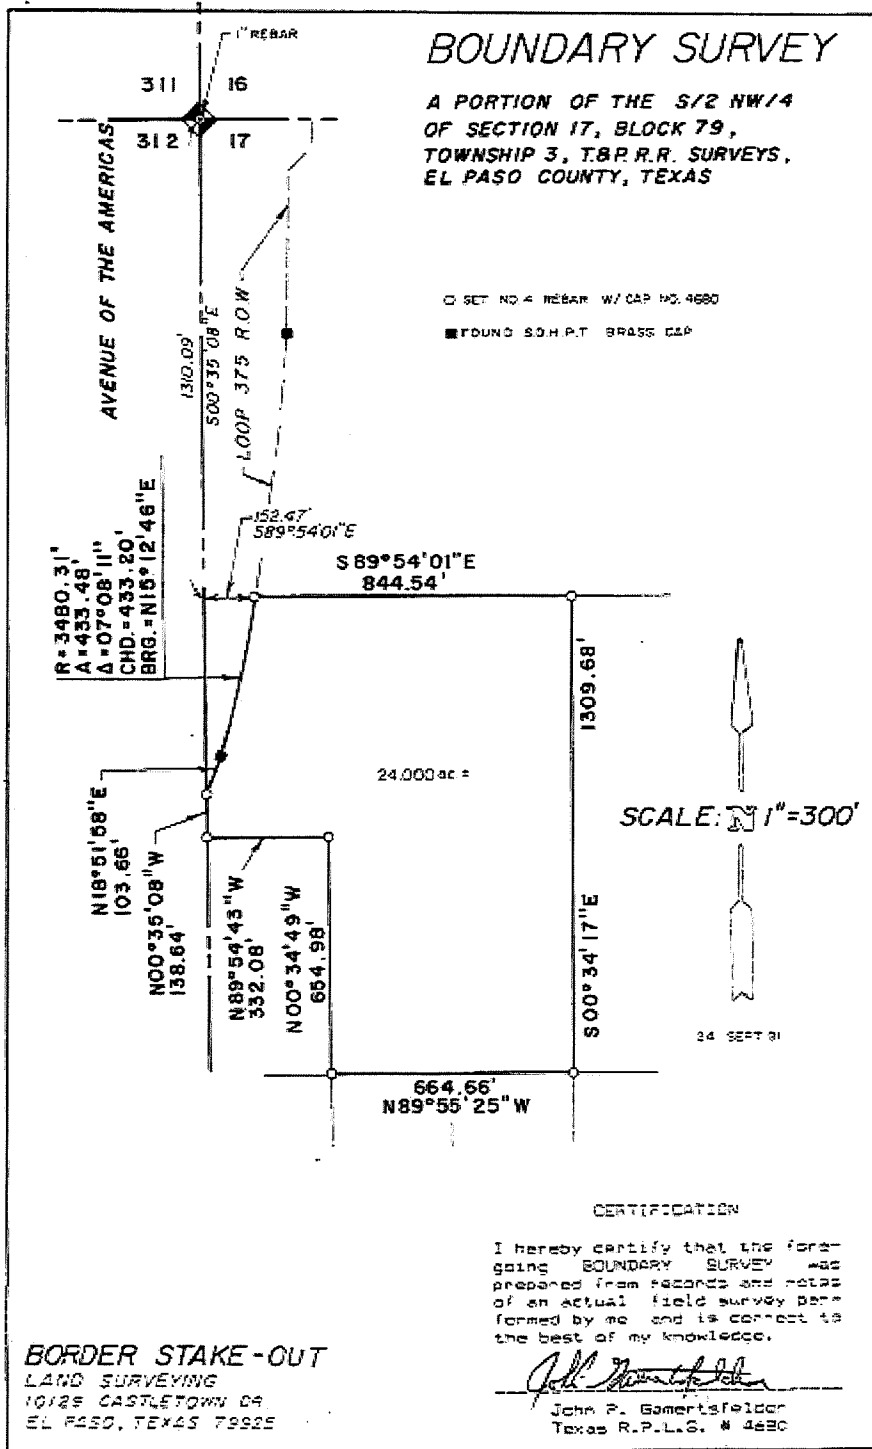 1" REBAR
311 16
312 17
BOUNDARY SURVEY
A PORTION OF THE S/2 NW/4
OF SECTION 17, BLOCK 79,
TOWNSHIP 3, T&P. R.R. SURVEYS,
EL PASO COUNTY, TEXAS
AVENUE OF THE AMERICAS
1310.09'
S00°35'08"E
LOOP 375 R.O.W
O SET NO 4 REBAR W/ CAP NO. 4680
■ FOUND S.D.H.P.T BRASS CAP
R=3480.31'
A=433.48'
Δ=07°08'11"
CHD.=433.20'
BRG.=N15°12'46"E
152.47'
S89°54'01"E
S 89°54'01"E
844.54'
1309.68'
S00°34'17"E
24.000 ac ±
SCALE: N 1"=300'
N18°51'58"E
103.66'
N00°35'08"W
138.64'
N89°54'43"W
332.08'
N00°34'49"W
654.98'
24 SEPT 91
664.66'
N89°55'25"W
CERTIFICATION
I hereby certify that the fore-
going BOUNDARY SURVEY was
prepared from records and notes
of an actual field survey per-
formed by me and is correct to
the best of my knowledge.
John P. Gamertsfelder
Texas R.P.L.S. # 4680
BORDER STAKE-OUT
LAND SURVEYING
10129 CASTLETOWN DR
EL PASO, TEXAS 79925